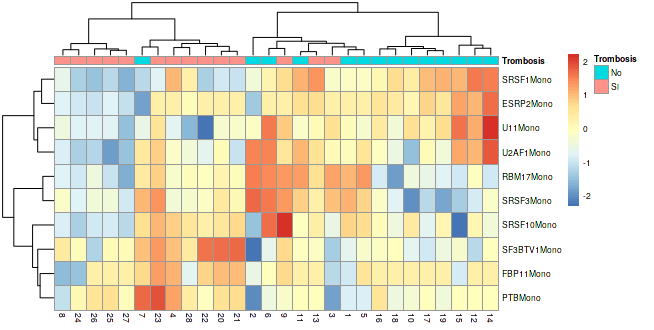 Trombosis
SRSF1Mono
ESRP2Mono
U11Mono
U2AF1Mono
RBM17Mono
SRSF3Mono
SRSF10Mono
SF3BTV1Mono
FBP11Mono
PTBMono
8 24 26 25 27 7 23 4 28 22 20 21 2 6 9 11 13 3 1 5 16 18 10 17 19 15 12 14
2
1
0
-1
-2
Trombosis
No
SI